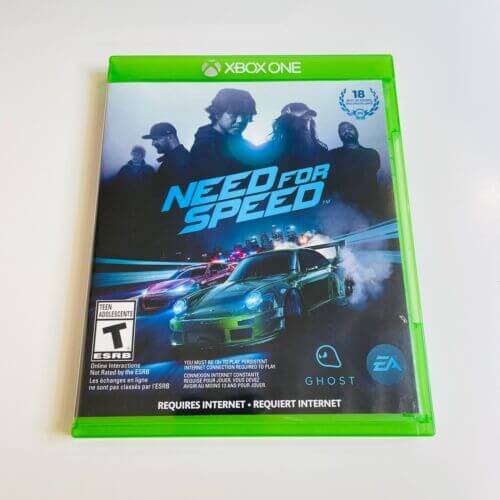 XBOX ONE
18
NEED FOR
SPEED™
TEEN
ADOLESCENTS
T
ESRB
Online Interactions
Not Rated by the ESRB
Les échanges en ligne
ne sont pas classés par l'ESRB
YOU MUST BE 13+ TO PLAY. PERSISTENT
INTERNET CONNECTION REQUIRED TO PLAY.
CONNEXION INTERNET CONSTANTE
REQUISE POUR JOUER. VOUS DEVEZ
AVOIR AU MOINS 13 ANS POUR JOUER.
GHOST
EA
REQUIRES INTERNET • REQUIERT INTERNET